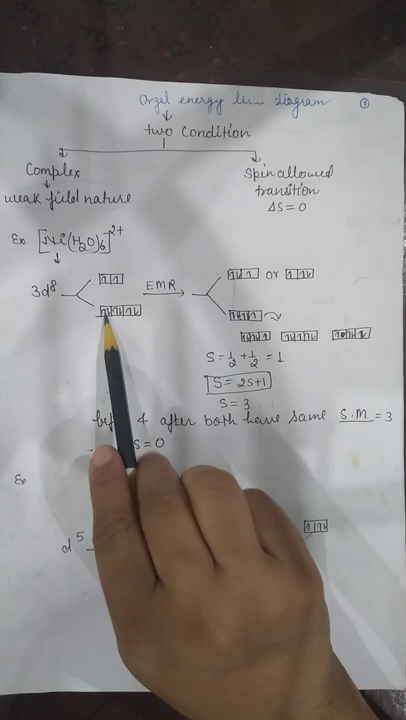 Orgel energy term diagram ①
↓
two Condition
Complex
↓
weak field nature
Spin allowed
transition
ΔS = 0
Ex [Ni(H2O)6]2+
↓
3d8
EMR
or
S = 1/2 + 1/2 = 1
S = 2S+1
S = 3
4 after both have same S.M = 3
S = 0
Ex
d5